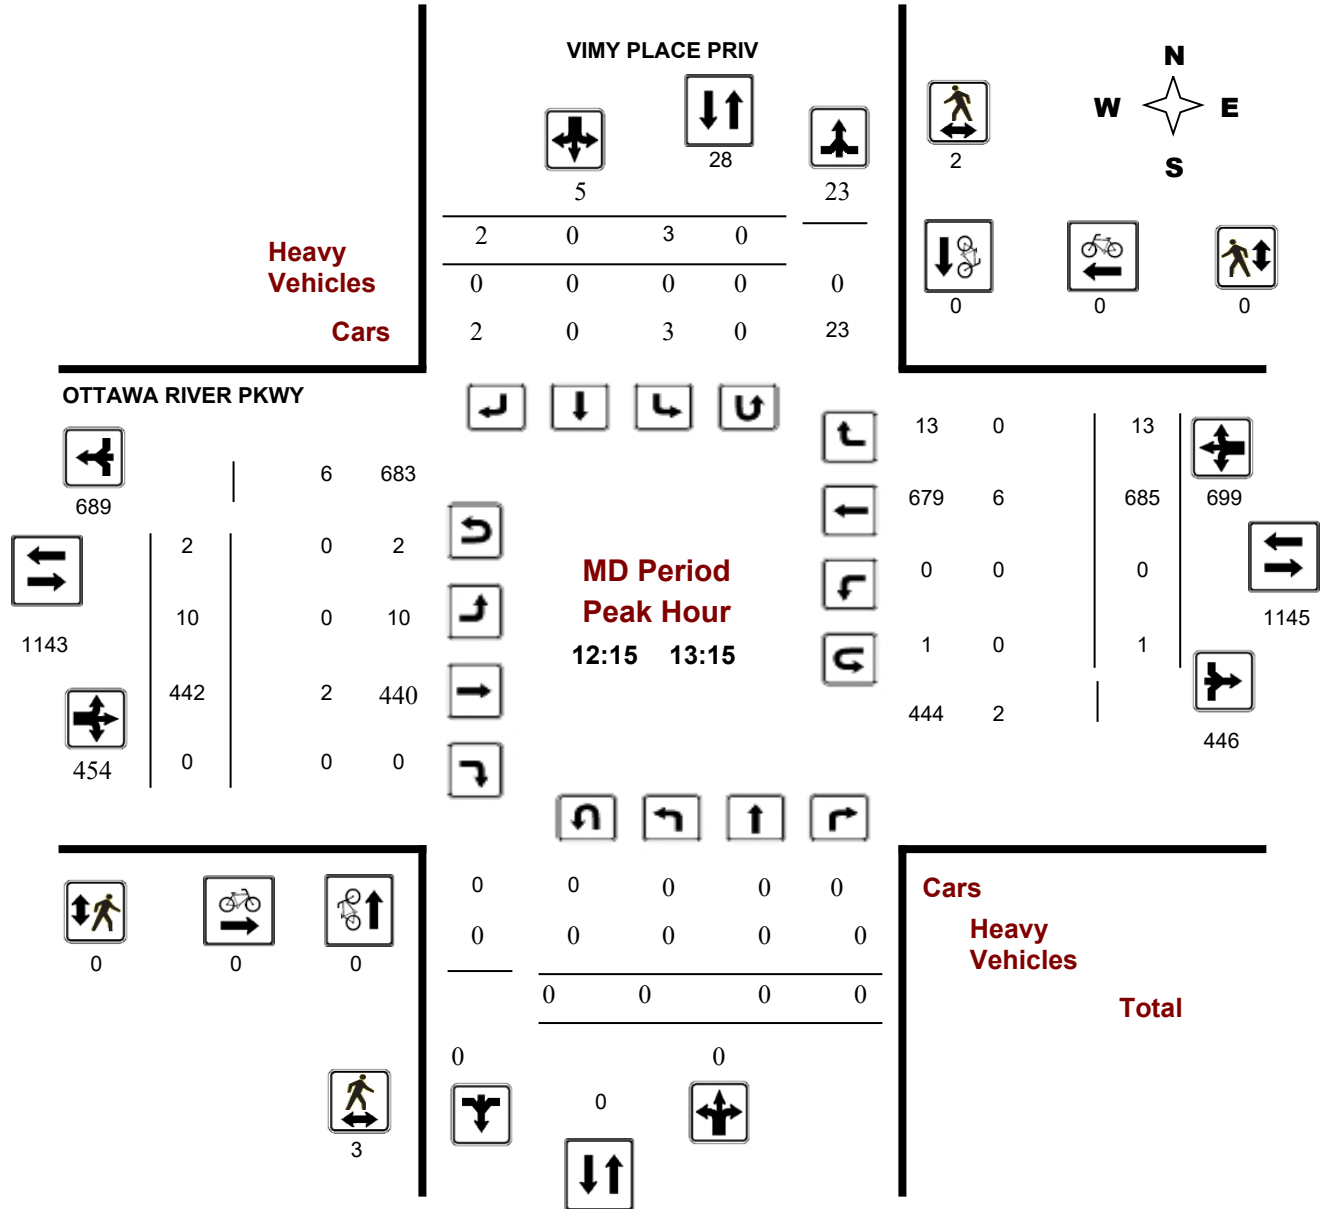 VIMY PLACE PRIV
N
W E
S
28
2
5
23
2 0 3 0
Heavy
Vehicles
0 0 0 0 0
0 0 0
Cars
2 0 3 0 23
OTTAWA RIVER PKWY
13 0 13
6 683
689
679 6 685 699
2 0 2
MD Period
0 0 0
10 0 10
Peak Hour
1145
1143
12:15 13:15
1 0 1
442 2 440
444 2
446
454 0 0 0
0 0 0 0 0
Cars
0 0 0 0 0
Heavy
Vehicles
0 0 0
0 0 0 0
Total
0 0
0
3